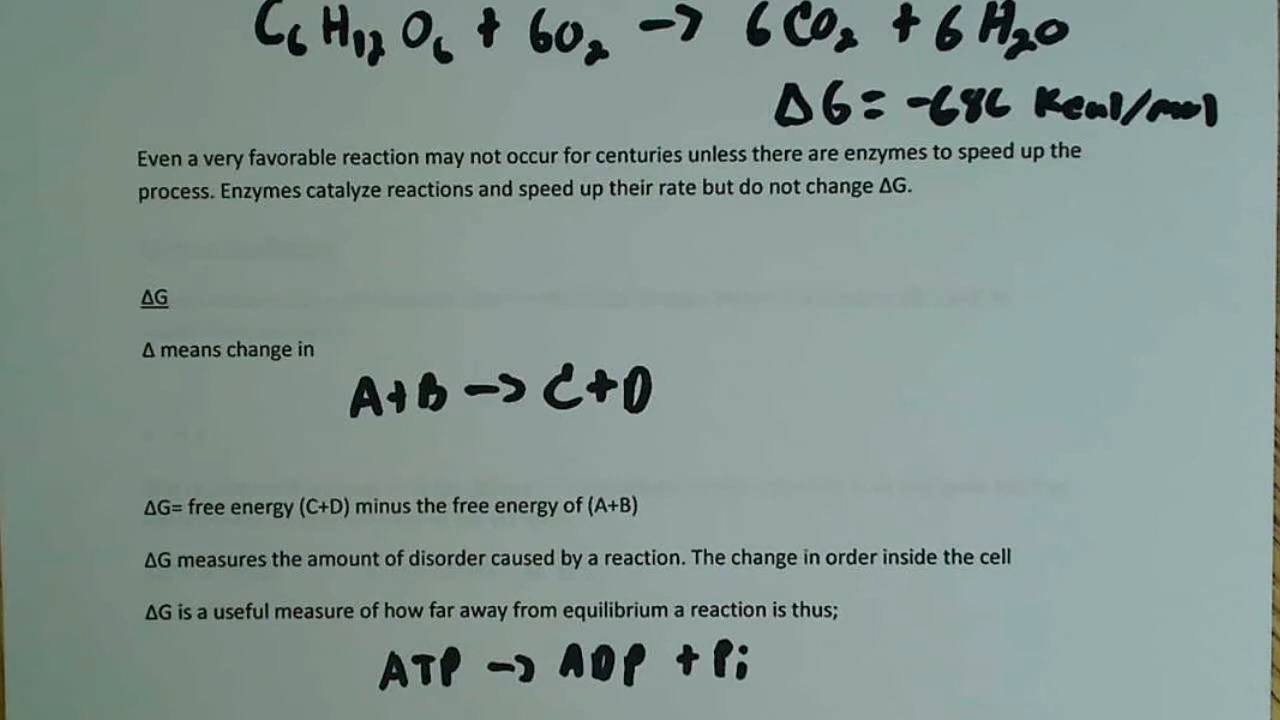 C₆H₁₂O₆ + 6O₂ → 6CO₂ + 6H₂O
ΔG = -686 Kcal/mol
Even a very favorable reaction may not occur for centuries unless there are enzymes to speed up the
process. Enzymes catalyze reactions and speed up their rate but do not change ΔG.
ΔG
Δ means change in
A+B → C+D
ΔG= free energy (C+D) minus the free energy of (A+B)
ΔG measures the amount of disorder caused by a reaction. The change in order inside the cell
ΔG is a useful measure of how far away from equilibrium a reaction is thus;
ATP → ADP + Pi